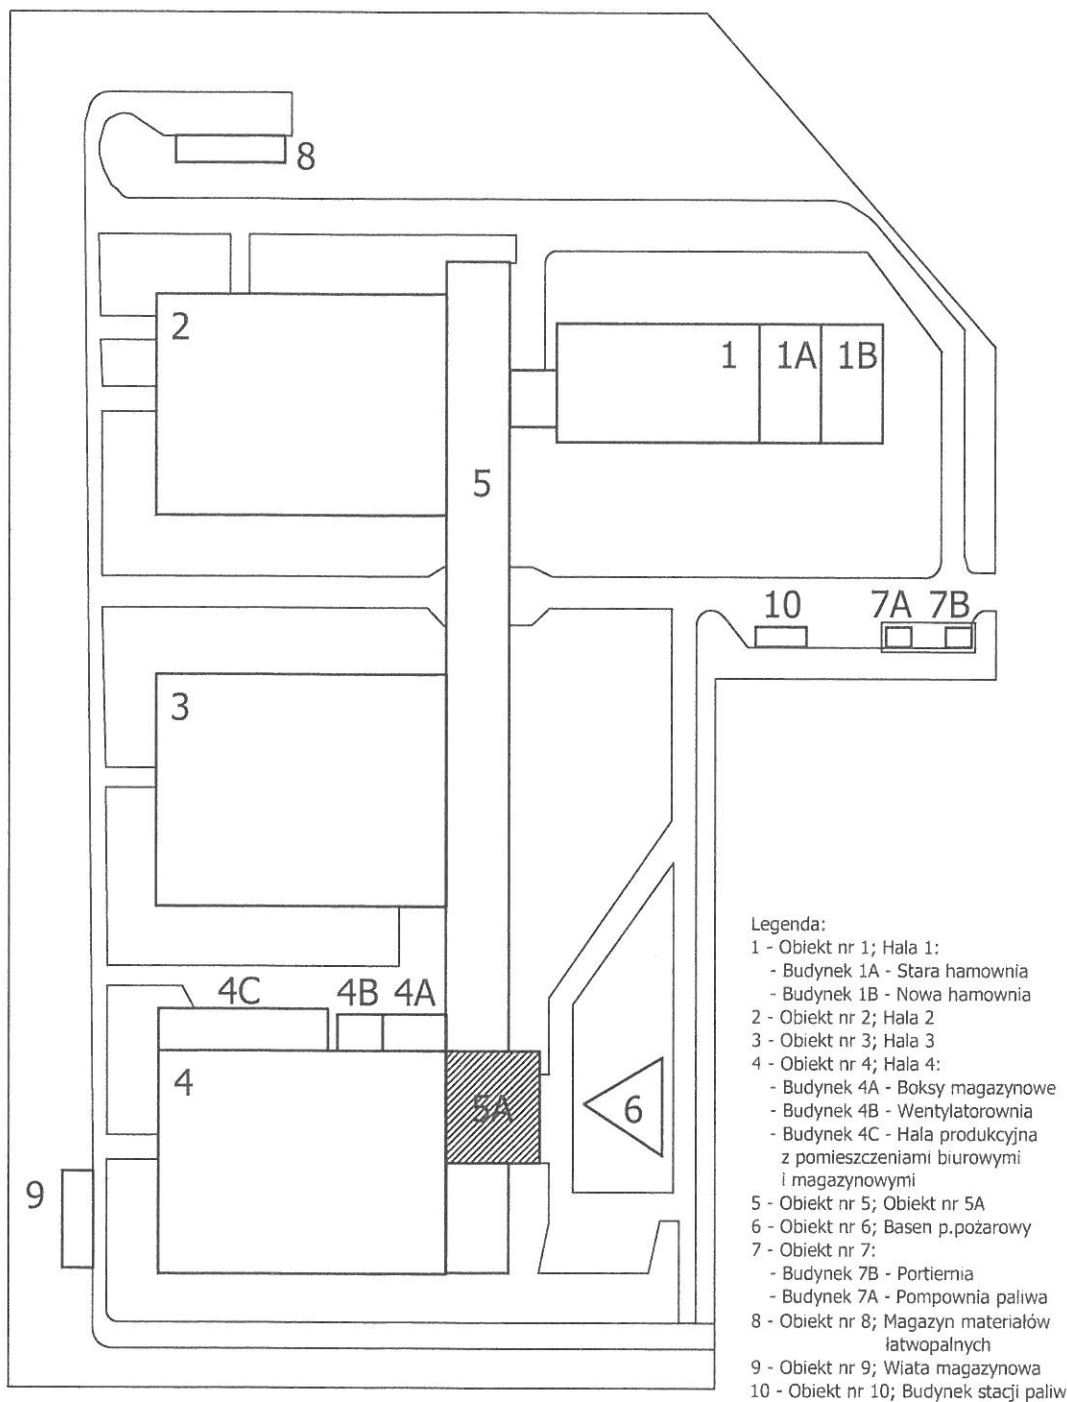 8
2
1
1A
1B
5
10
7A
7B
3
4C
4B
4A
4
5A
6
9
Legenda:
1 - Obiekt nr 1; Hala 1:
- Budynek 1A - Stara hamownia
- Budynek 1B - Nowa hamownia
2 - Obiekt nr 2; Hala 2
3 - Obiekt nr 3; Hala 3
4 - Obiekt nr 4; Hala 4:
- Budynek 4A - Boksy magazynowe
- Budynek 4B - Wentylatorownia
- Budynek 4C - Hala produkcyjna
z pomieszczeniami biurowymi
i magazynowymi
5 - Obiekt nr 5; Obiekt nr 5A
6 - Obiekt nr 6; Basen p.pożarowy
7 - Obiekt nr 7:
- Budynek 7B - Portiernia
- Budynek 7A - Pompownia paliwa
8 - Obiekt nr 8; Magazyn materiałów
łatwopalnych
9 - Obiekt nr 9; Wiata magazynowa
10 - Obiekt nr 10; Budynek stacji paliw